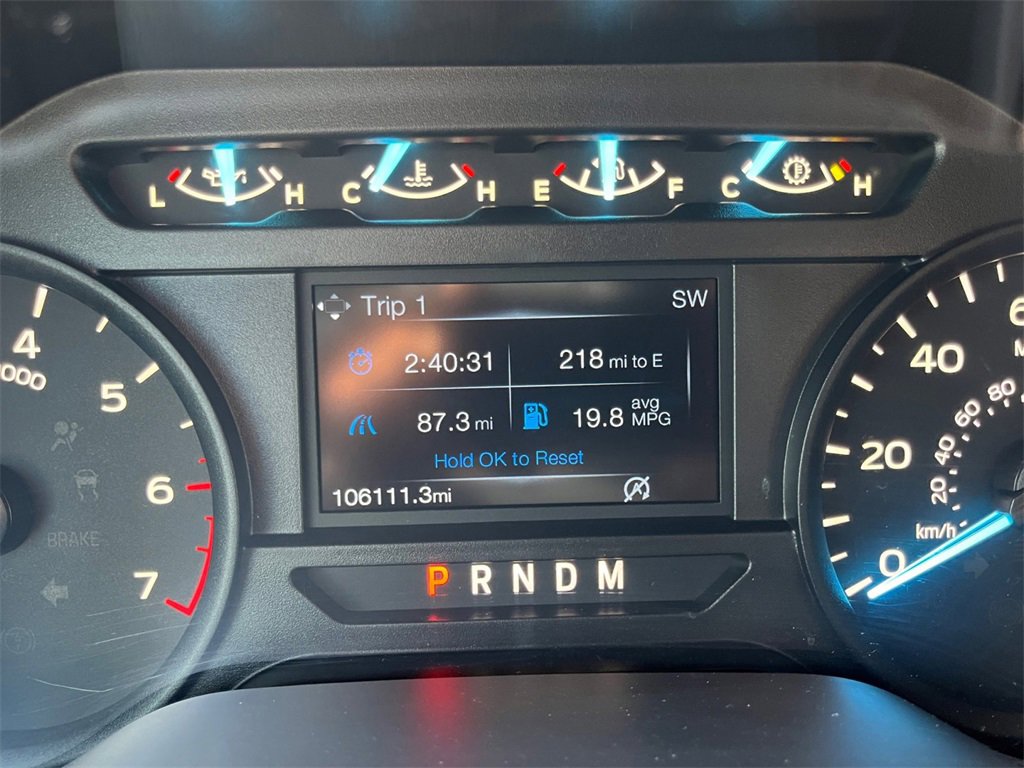 L H C H E F C H
Trip 1 SW
2:40:31 218 mi to E
87.3 mi 19.8 avg MPG
Hold OK to Reset
106111.3mi
P R N D M
4
5
6
7
BRAKE
40
20
0
80
60
40
20
km/h